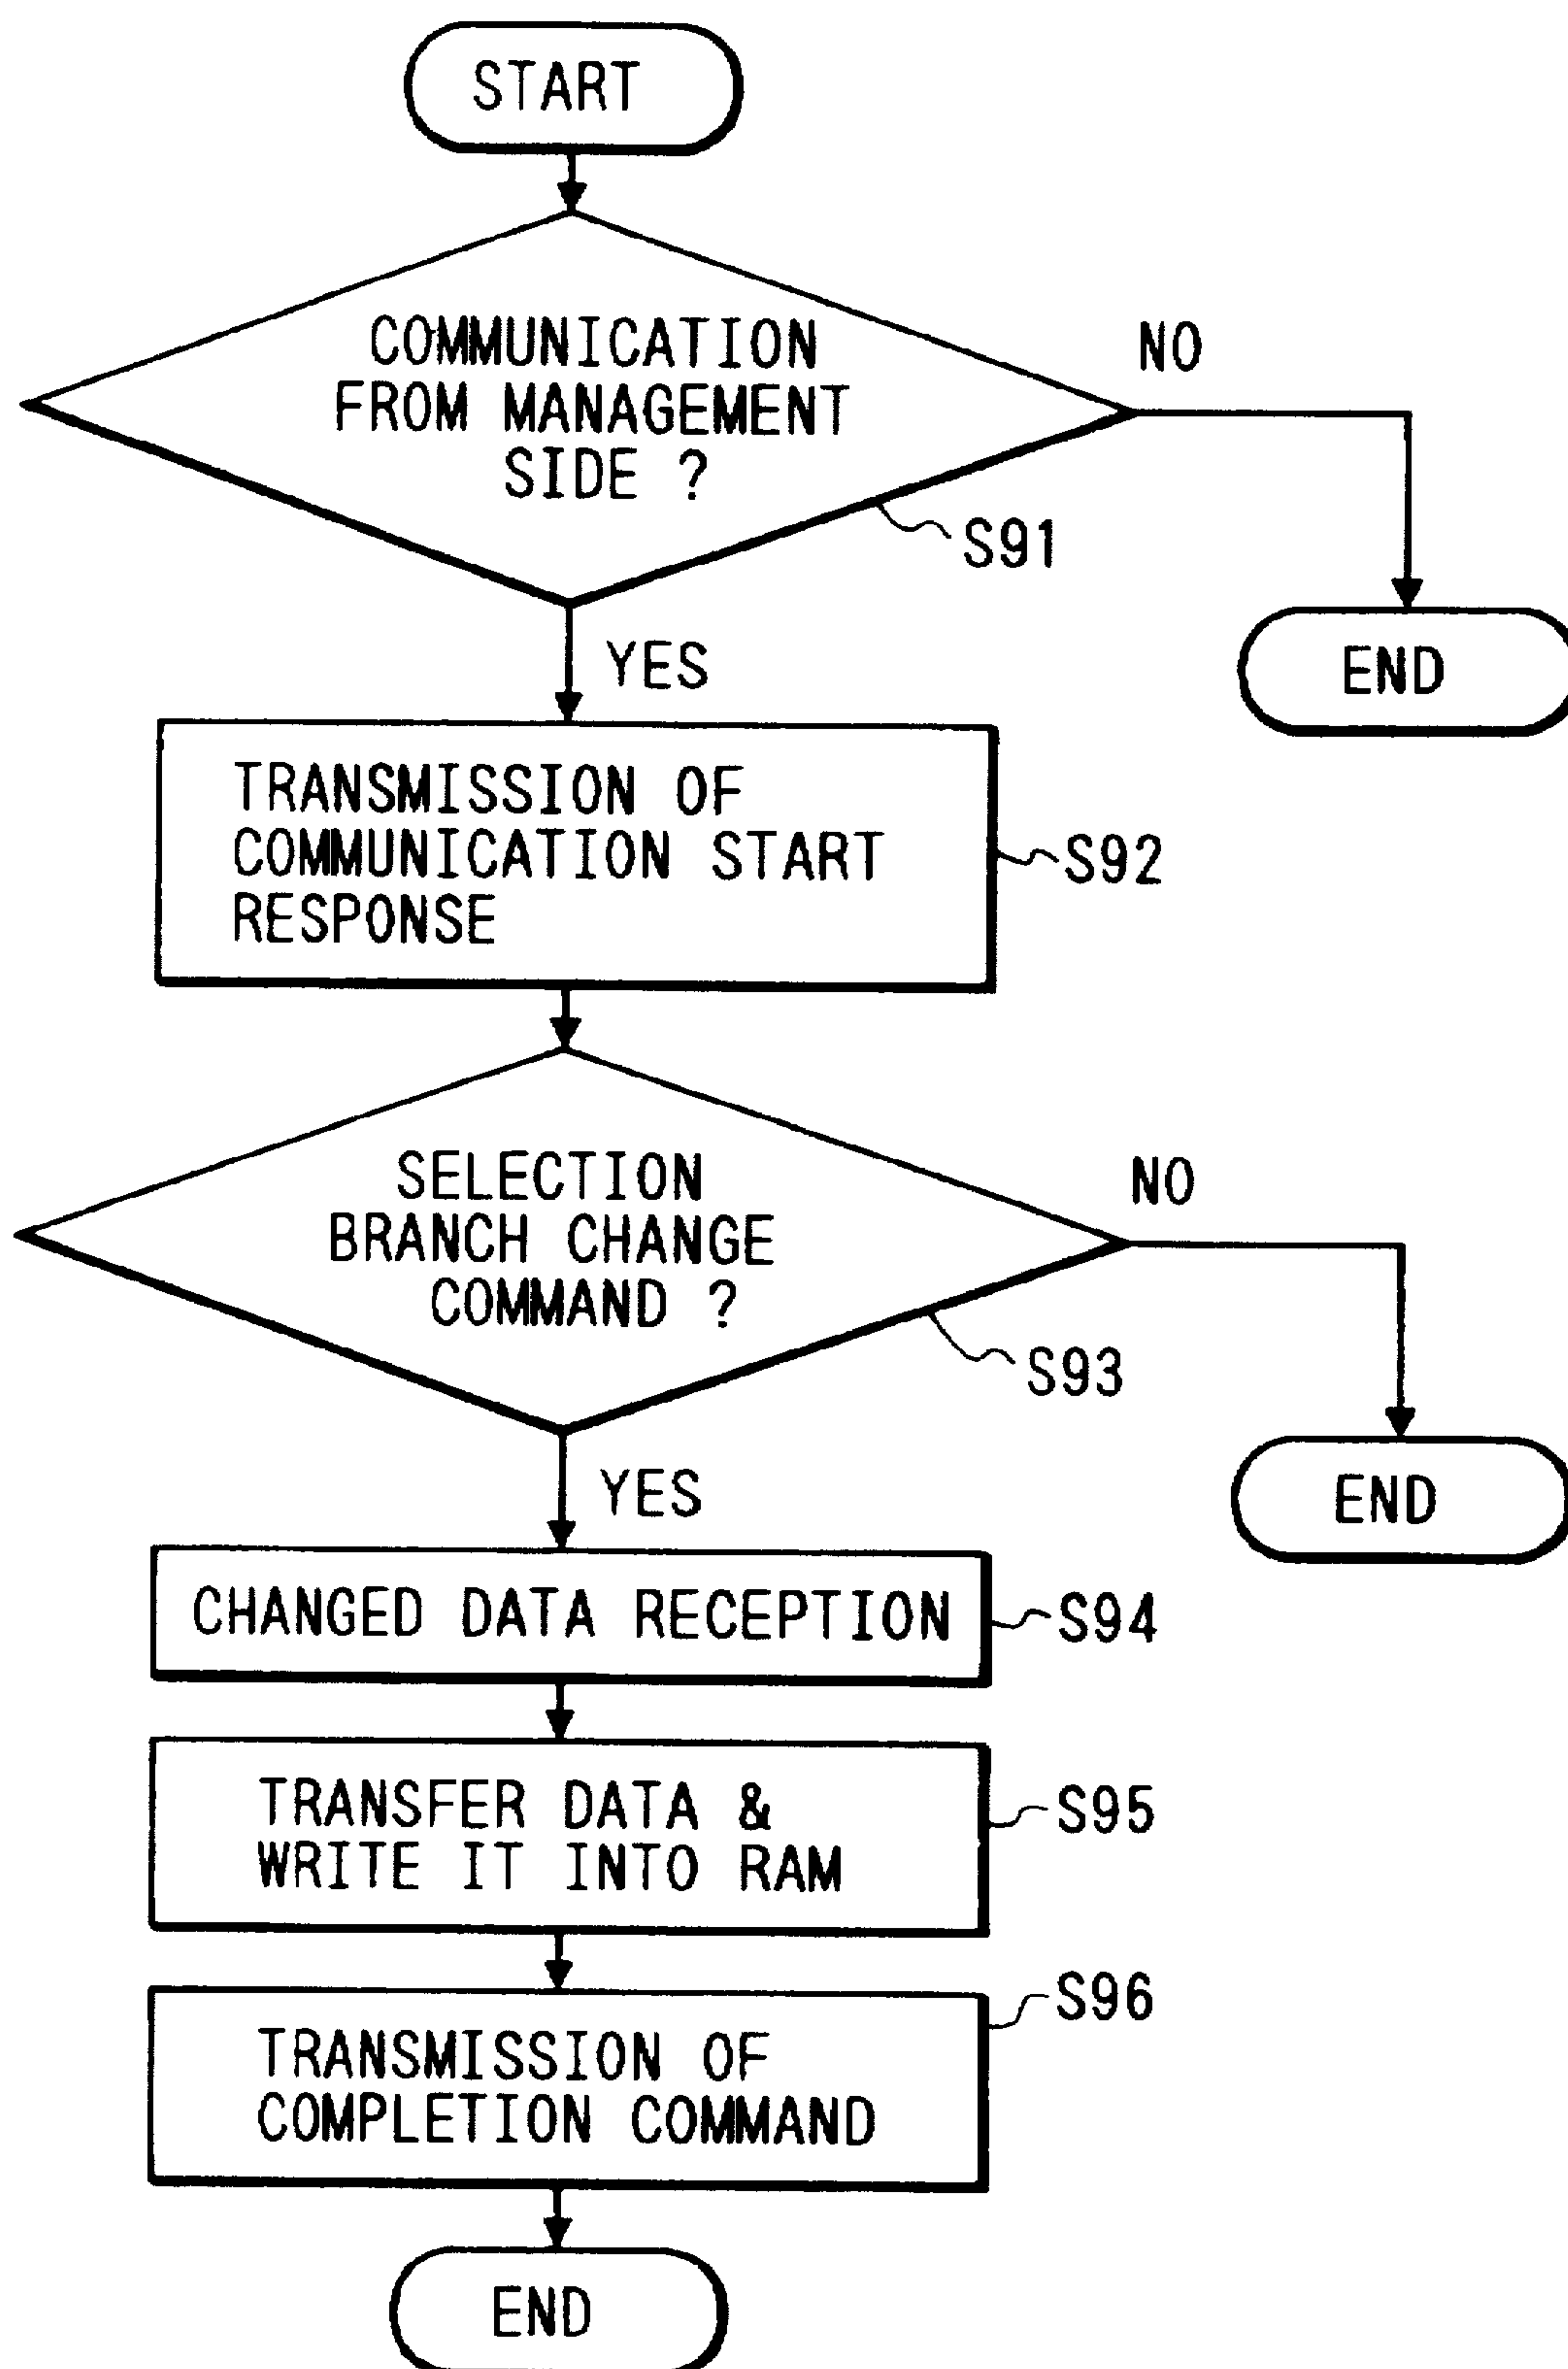 START
COMMUNICATION
FROM MANAGEMENT
SIDE ?
NO
S91
END
YES
TRANSMISSION OF
COMMUNICATION START
RESPONSE
S92
SELECTION
BRANCH CHANGE
COMMAND ?
NO
S93
END
YES
CHANGED DATA RECEPTION
S94
TRANSFER DATA &
WRITE IT INTO RAM
S95
TRANSMISSION OF
COMPLETION COMMAND
S96
END